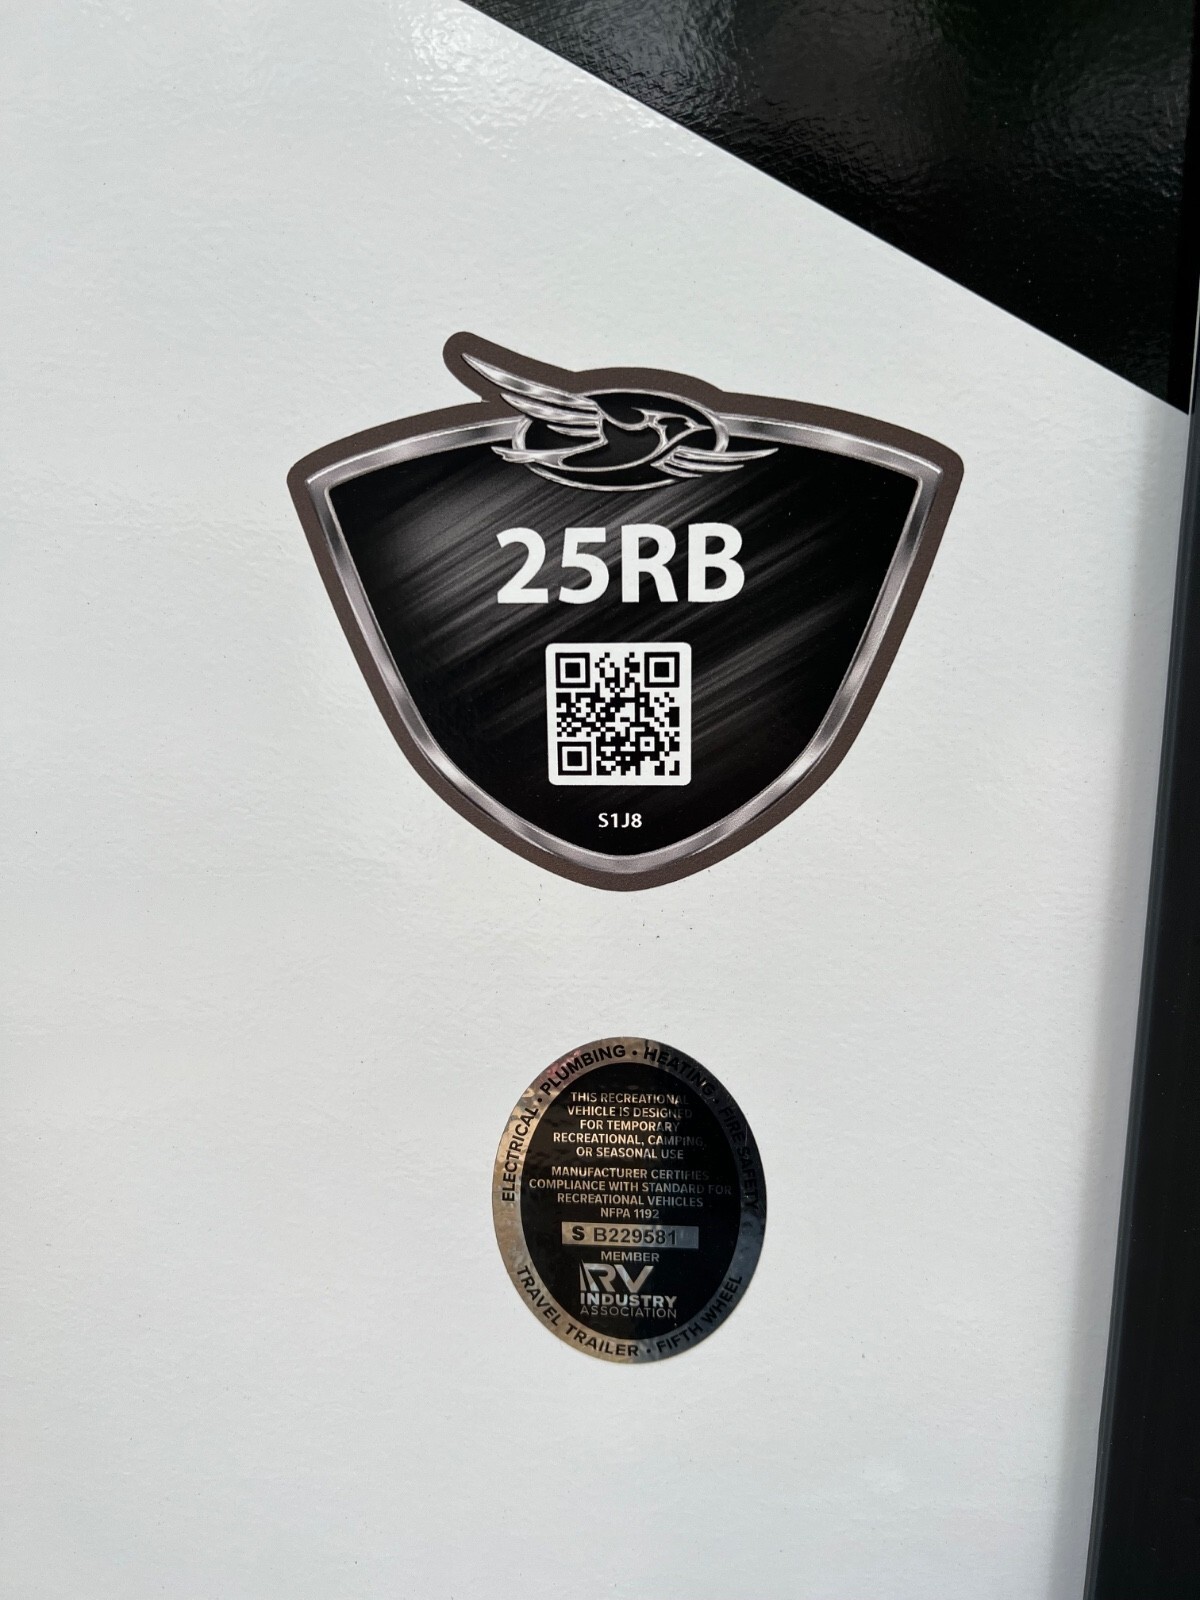 25RB
S1J8
ELECTRICAL • PLUMBING • HEATING • FIRE SAFETY
THIS RECREATIONAL
VEHICLE IS DESIGNED
FOR TEMPORARY
RECREATIONAL, CAMPING,
OR SEASONAL USE
MANUFACTURER CERTIFIES
COMPLIANCE WITH STANDARD FOR
RECREATIONAL VEHICLES
NFPA 1192
S B229581
MEMBER
RV
INDUSTRY
ASSOCIATION
TRAVEL TRAILER • FIFTH WHEEL